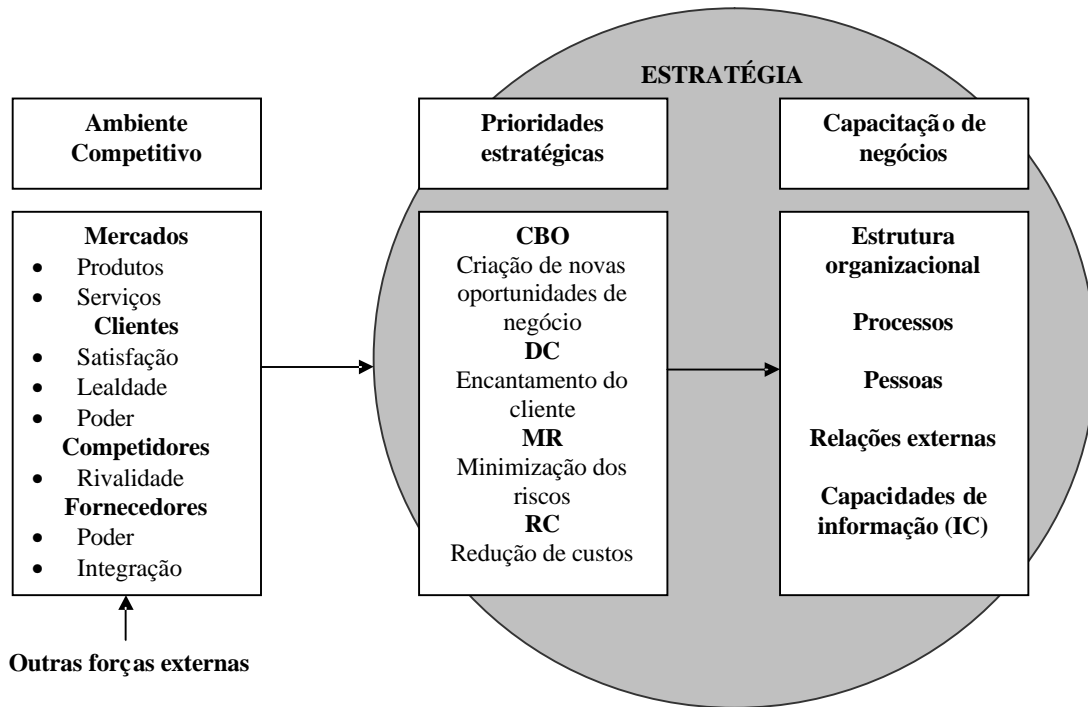 ESTRATÉGIA
Ambiente
Competitivo
Prioridades
estratégicas
Capacitação de
negócios
Mercados
• Produtos
• Serviços
Clientes
• Satisfação
• Lealdade
• Poder
Competidores
• Rivalidade
Fornecedores
• Poder
• Integração
Outras forças externas
CBO
Criação de novas
oportunidades de
negócio
DC
Encantamento do
cliente
MR
Minimização dos
riscos
RC
Redução de custos
Estrutura
organizacional
Processos
Pessoas
Relações externas
Capacidades de
informação (IC)